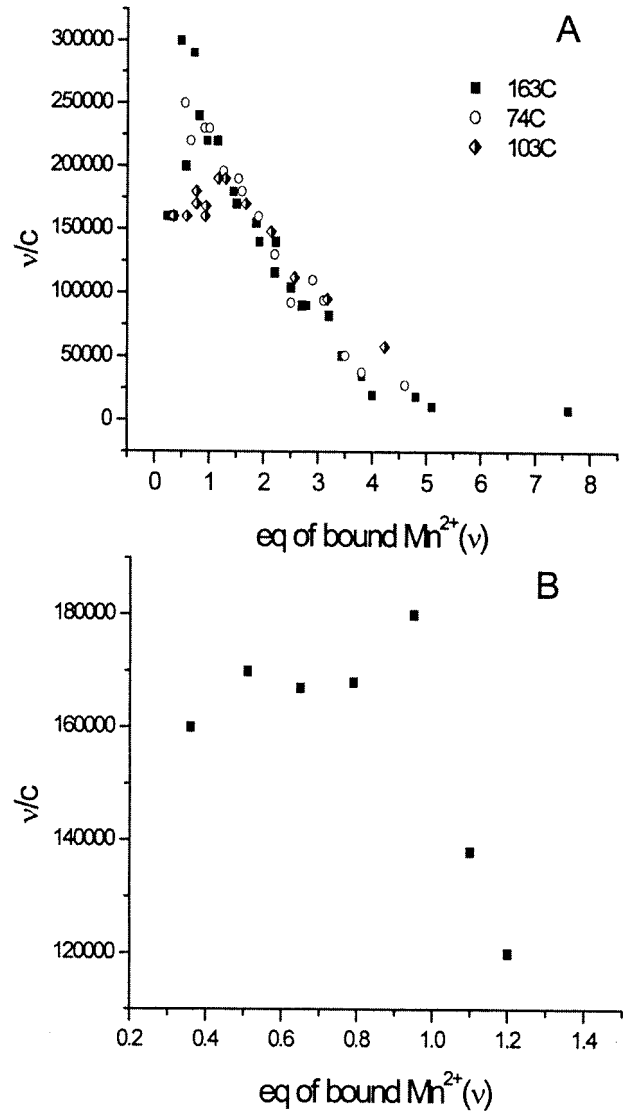 A
300000
250000
200000
150000
100000
50000
0
ν/c
163C
74C
103C
0 1 2 3 4 5 6 7 8
eq of bound Mn²⁺(ν)
B
180000
160000
140000
120000
ν/c
0.2 0.4 0.6 0.8 1.0 1.2 1.4
eq of bound Mn²⁺(ν)